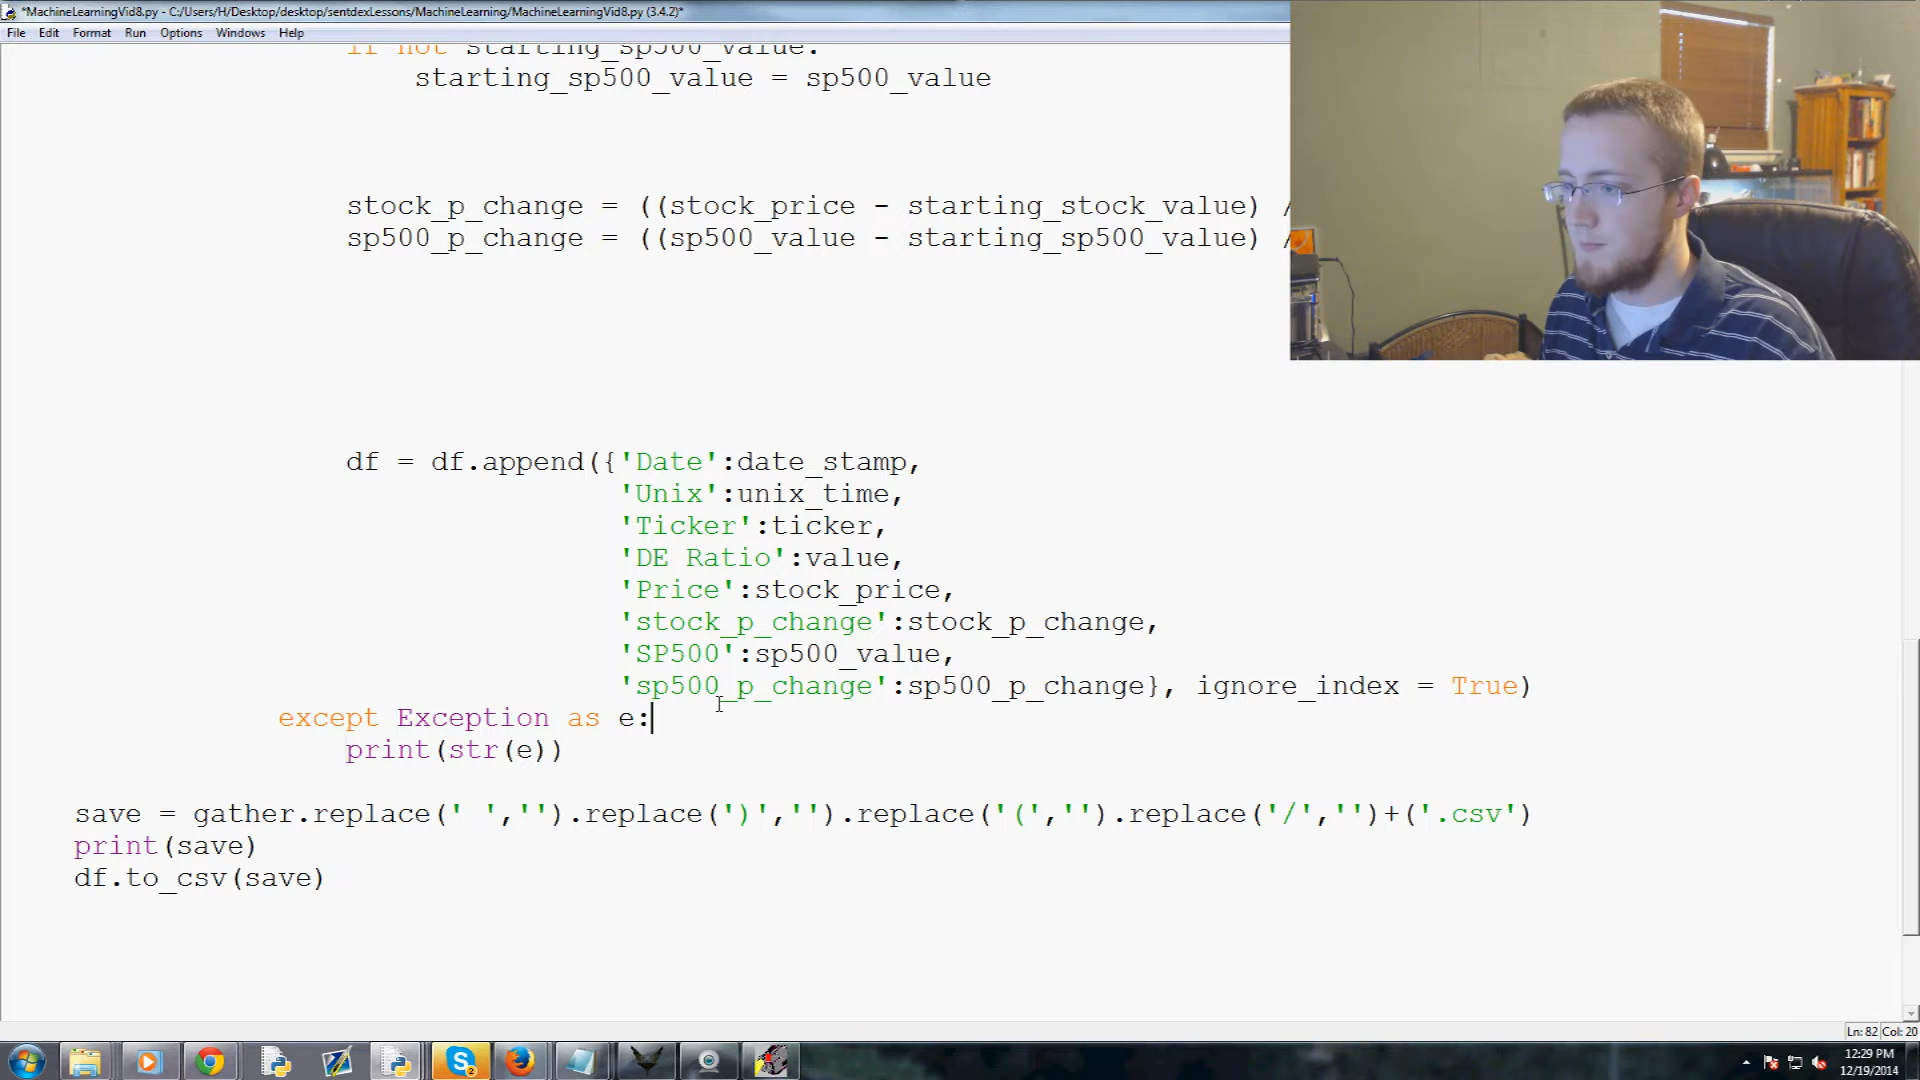 *MachineLearningVid8.py - C:/Users/H/Desktop/desktop/sentdexLessons/MachineLearning/MachineLearningVid8.py (3.4.2)*
File Edit Format Run Options Windows Help
if not starting_sp500_value:
starting_sp500_value = sp500_value
stock_p_change = ((stock_price - starting_stock_value) /
sp500_p_change = ((sp500_value - starting_sp500_value) /
df = df.append({'Date':date_stamp,
'Unix':unix_time,
'Ticker':ticker,
'DE Ratio':value,
'Price':stock_price,
'stock_p_change':stock_p_change,
'SP500':sp500_value,
'sp500_p_change':sp500_p_change}, ignore_index = True)
except Exception as e:
print(str(e))
save = gather.replace(' ','').replace(')','').replace('(','').replace('/','')+('.csv')
print(save)
df.to_csv(save)
Ln: 82 Col: 20
12:29 PM
12/19/2014